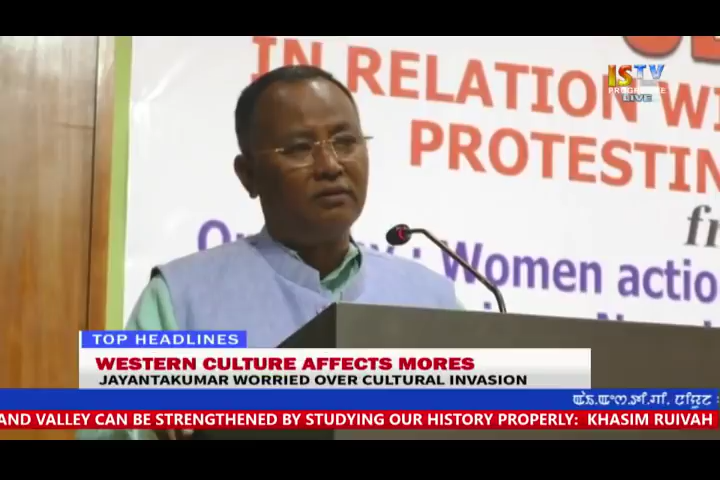 IN RELATION WI
PROTESTIN
fr
: Women actio
ISTV
PROGRAMME
LIVE
TOP HEADLINES
WESTERN CULTURE AFFECTS MORES
JAYANTAKUMAR WORRIED OVER CULTURAL INVASION
AND VALLEY CAN BE STRENGTHENED BY STUDYING OUR HISTORY PROPERLY: KHASIM RUIVAH